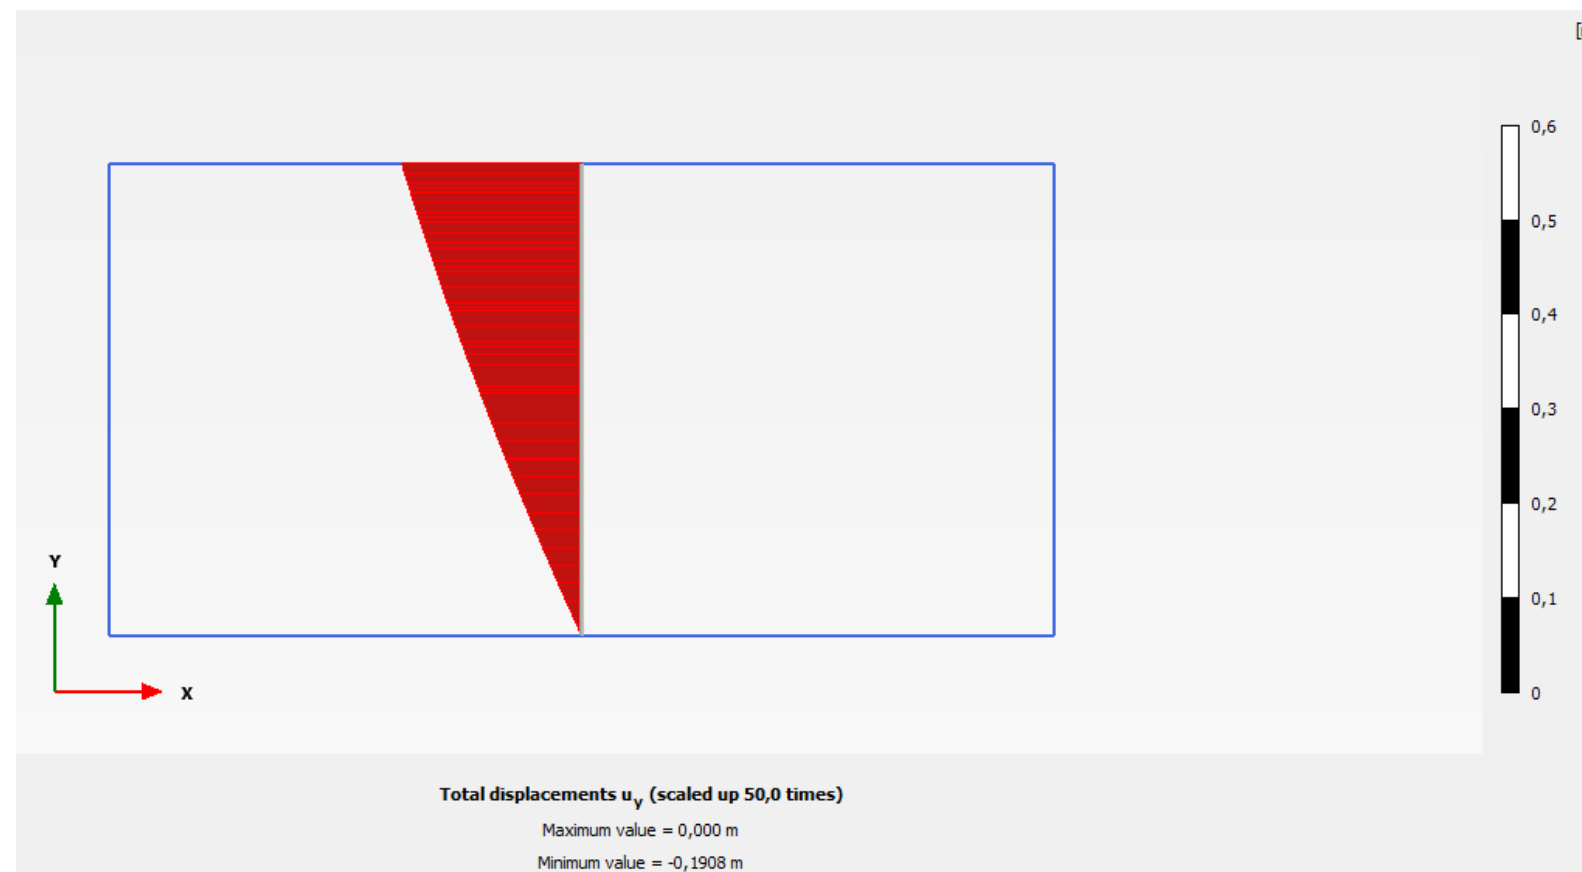 [
0,6
0,5
0,4
0,3
0,2
0,1
0
Y
X
Total displacements uy (scaled up 50,0 times)
Maximum value = 0,000 m
Minimum value = -0,1908 m